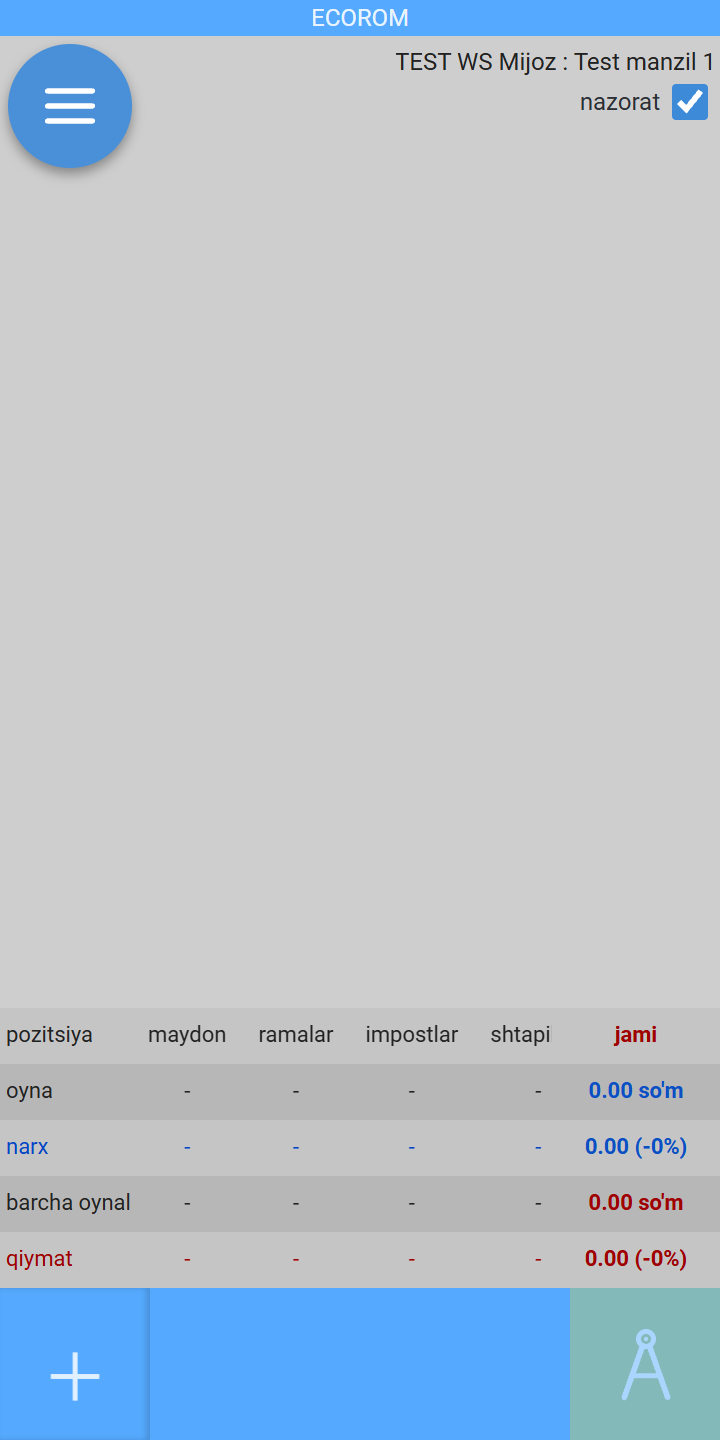 ECOROM
TEST WS Mijoz : Test manzil 1
nazorat
pozitsiya maydon ramalar impostlar shtapi jami
oyna - - - - 0.00 so'm
narx - - - - 0.00 (-0%)
barcha oynal - - - - 0.00 so'm
qiymat - - - - 0.00 (-0%)